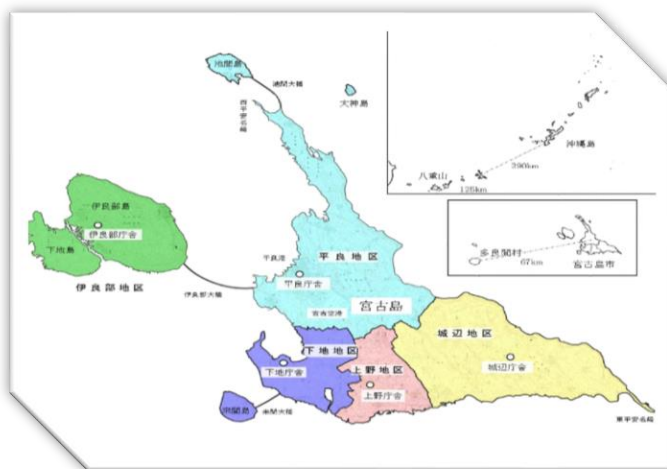 池間島
池間大橋
大神島
西平安名崎
沖縄島
290km
八重山
125km
多良間村
67km
宮古島市
伊良部島
伊良部庁舎
下地島
伊良部地区
伊良部大橋
平良港
平良地区
平良庁舎
宮古島
宮古空港
下地地区
下地庁舎
上野地区
上野庁舎
城辺地区
城辺庁舎
来間島
来間大橋
東平安名崎